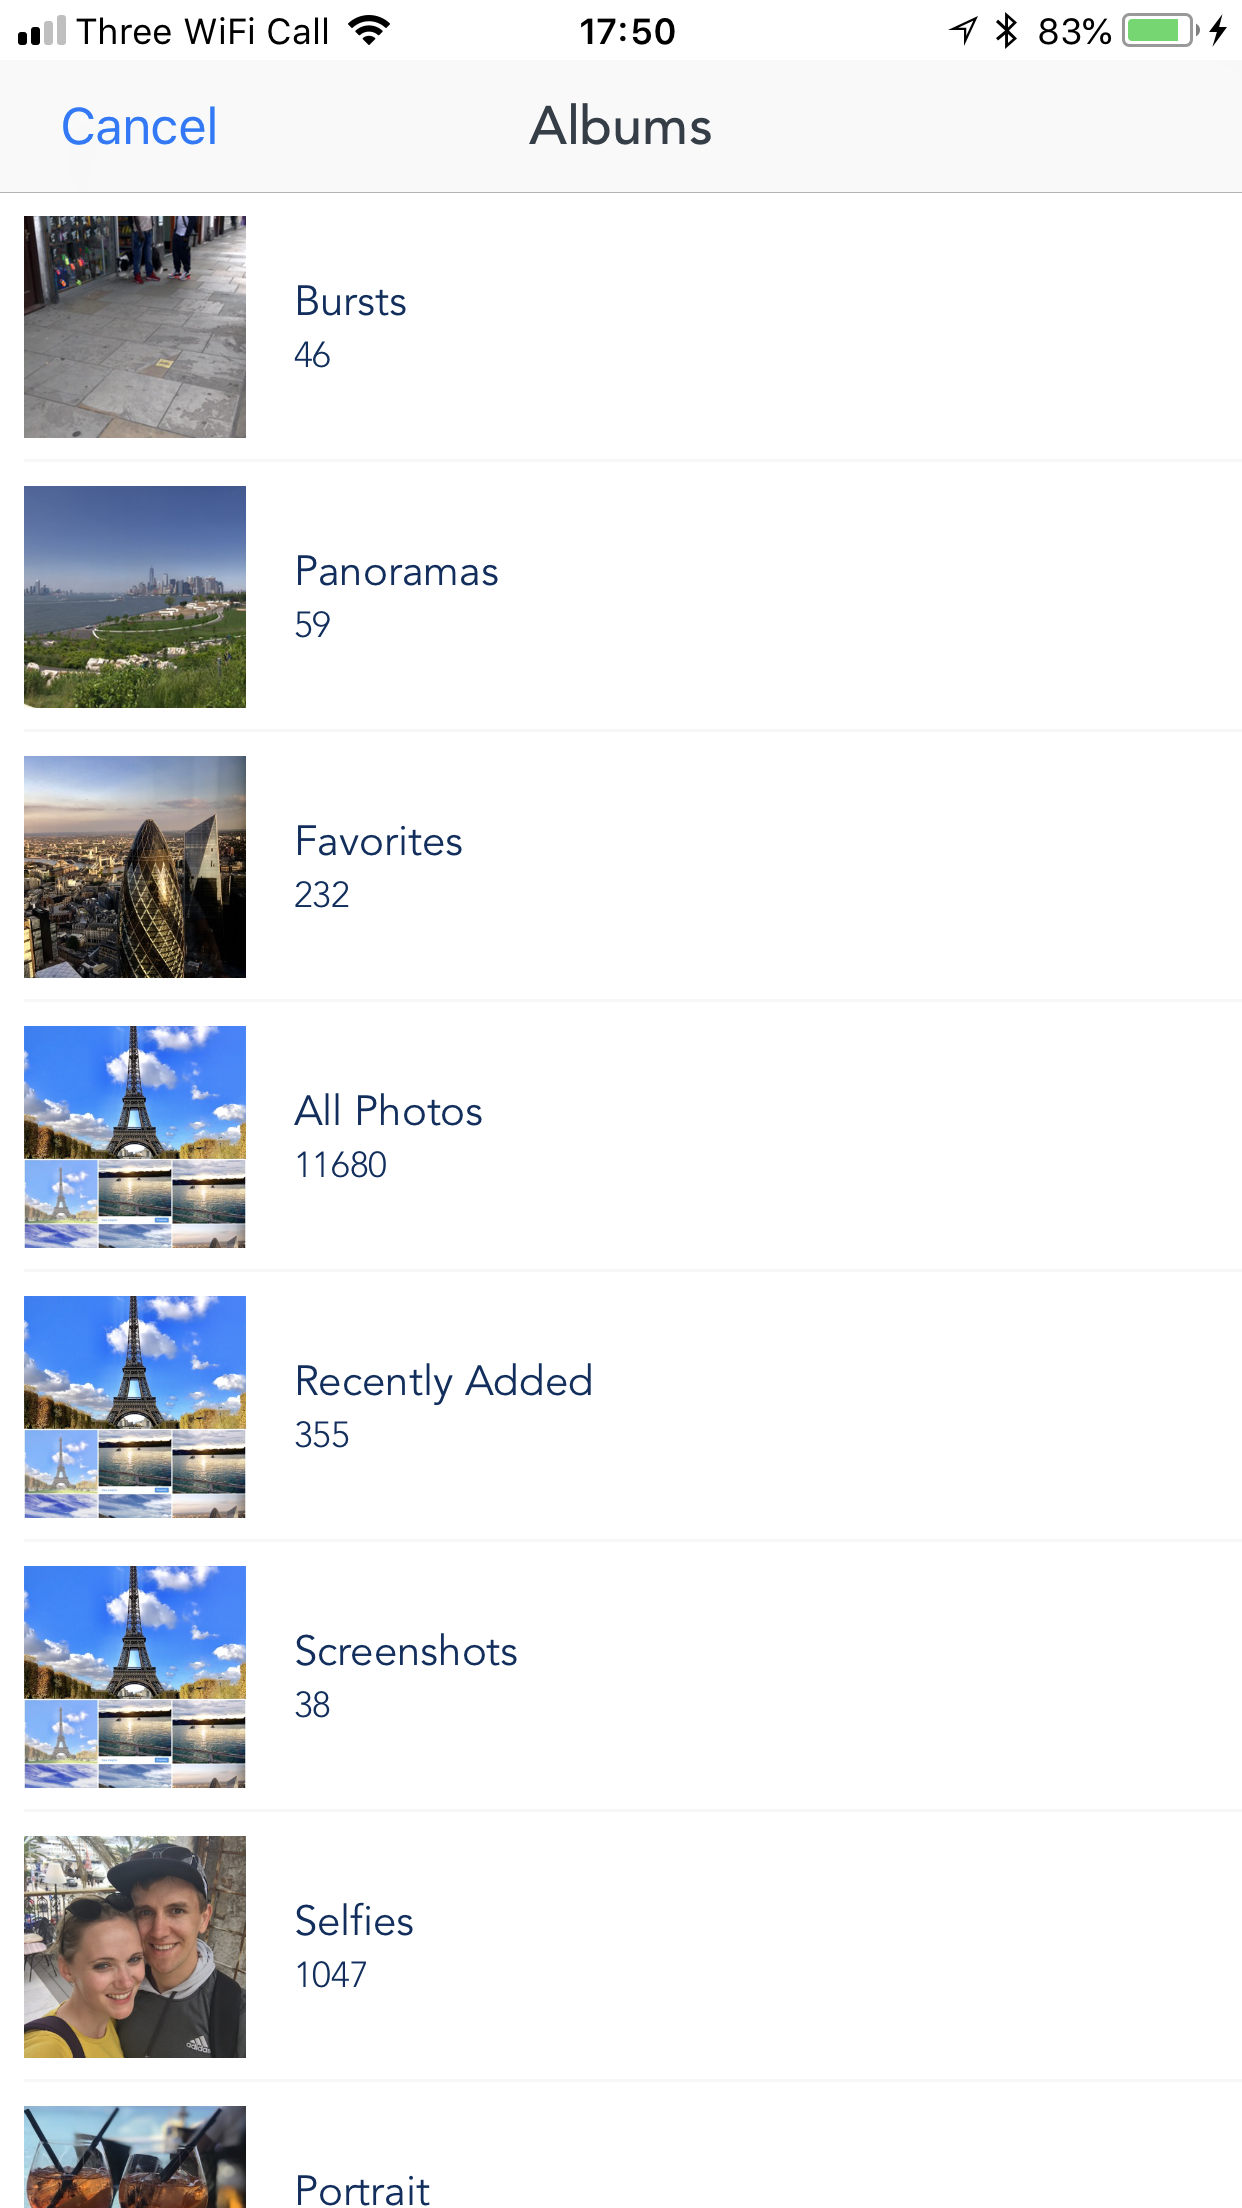 Three WiFi Call 17:50 83%
Cancel Albums
Bursts
46
Panoramas
59
Favorites
232
All Photos
11680
Recently Added
355
Screenshots
38
Selfies
1047
adidas
Portrait